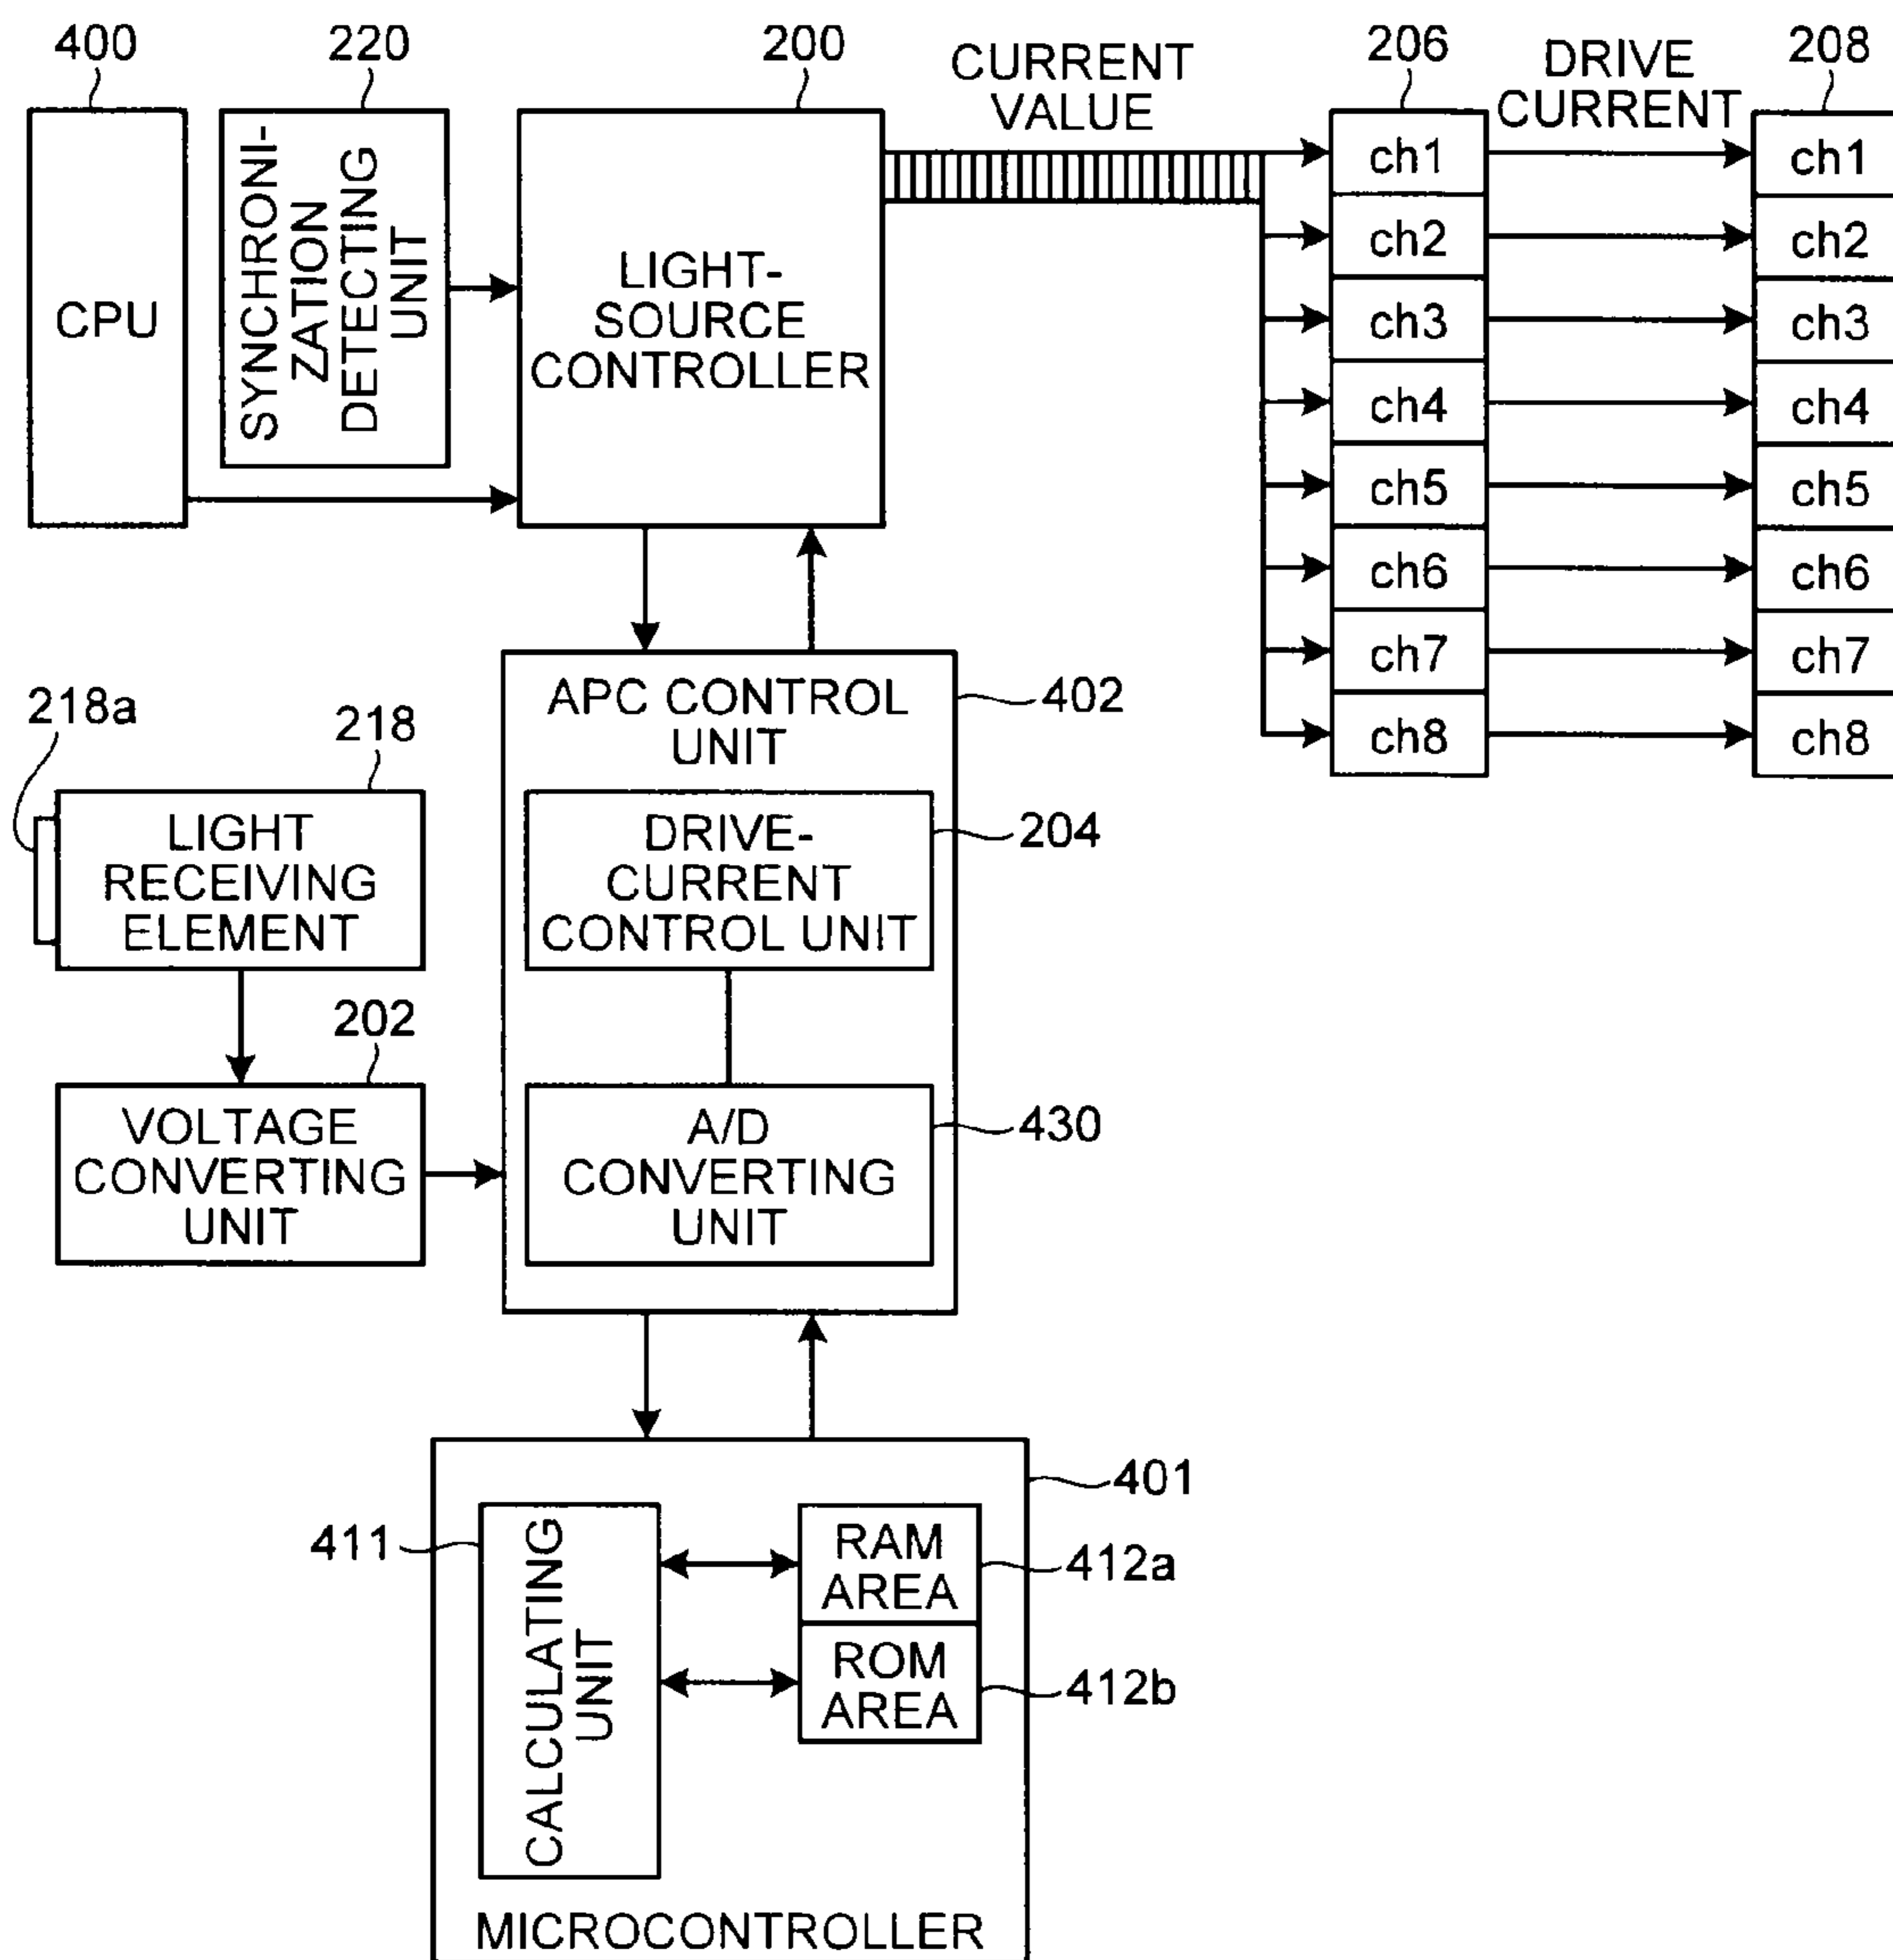 400
220
200
CURRENT
VALUE
206
DRIVE
CURRENT
208
CPU
SYNCHRONI-
ZATION
DETECTING
UNIT
LIGHT-
SOURCE
CONTROLLER
ch1
ch2
ch3
ch4
ch5
ch6
ch7
ch8
ch1
ch2
ch3
ch4
ch5
ch6
ch7
ch8
218a
218
LIGHT
RECEIVING
ELEMENT
202
VOLTAGE
CONVERTING
UNIT
APC CONTROL
UNIT
402
DRIVE-
CURRENT
CONTROL UNIT
204
A/D
CONVERTING
UNIT
430
401
411
CALCULATING
UNIT
RAM
AREA
412a
ROM
AREA
412b
MICROCONTROLLER